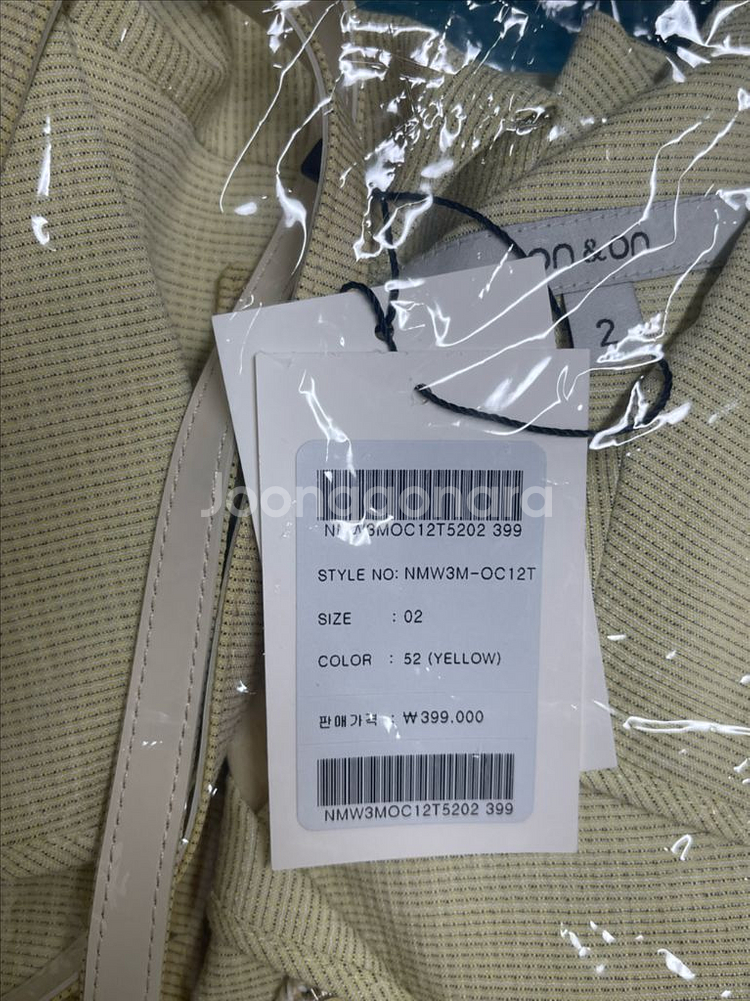 on&on
2
Joonggonara
NMW3MOC12T5202 399
STYLE NO: NMW3M-OC12T
SIZE : 02
COLOR : 52 (YELLOW)
판매가격 : ₩399.000
NMW3MOC12T5202 399